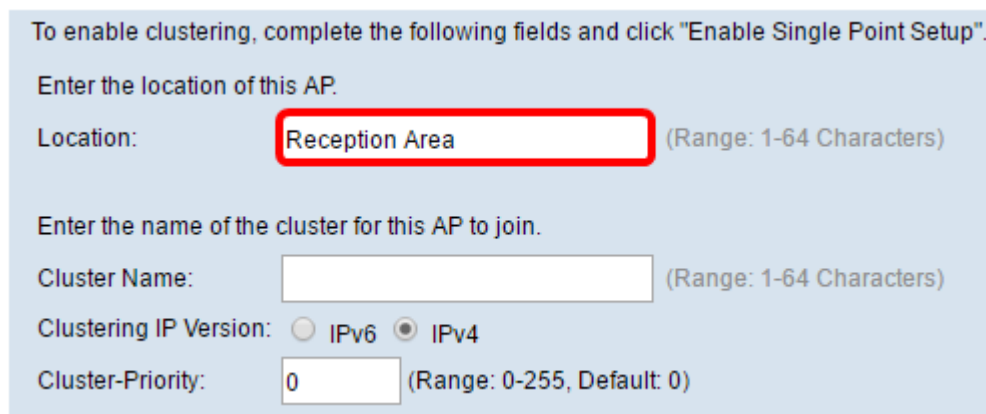 To enable clustering, complete the following fields and click "Enable Single Point Setup".
Enter the location of this AP.
Location: Reception Area (Range: 1-64 Characters)
Enter the name of the cluster for this AP to join.
Cluster Name: (Range: 1-64 Characters)
Clustering IP Version: IPv6 IPv4
Cluster-Priority: 0 (Range: 0-255, Default: 0)